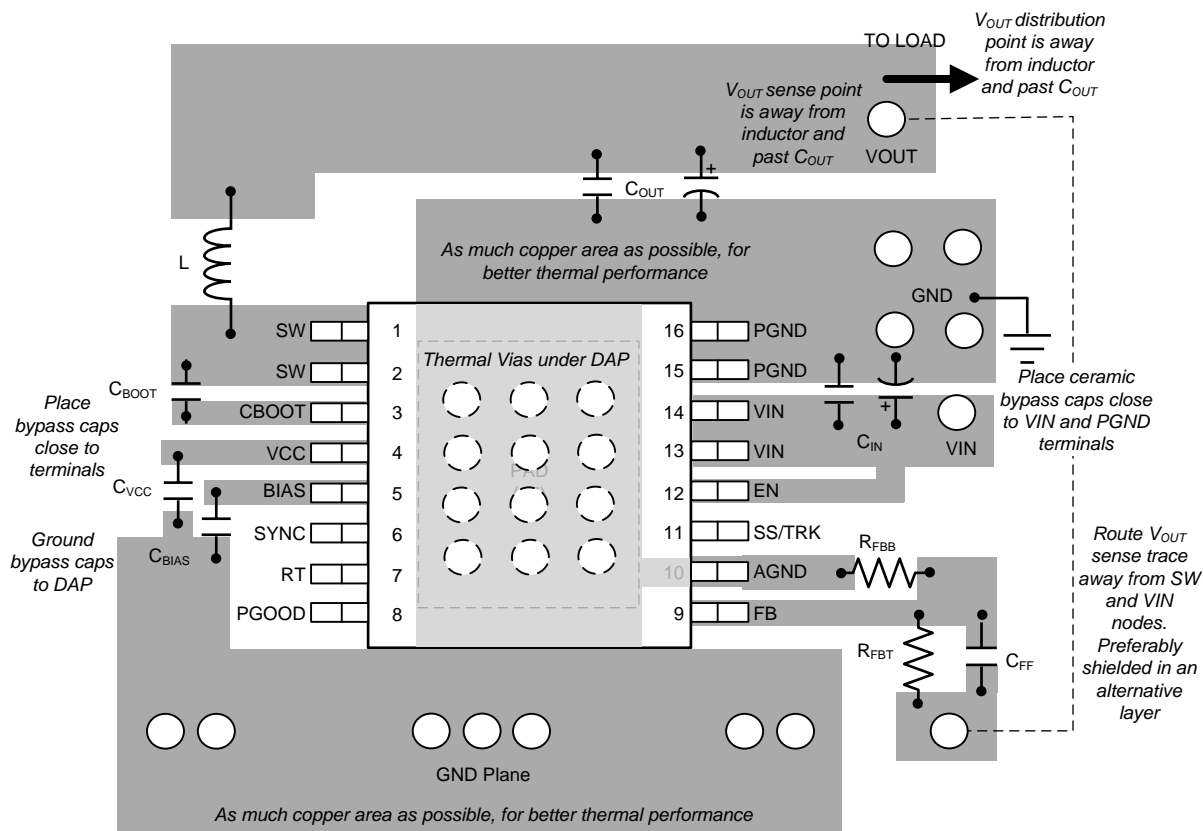 TO LOAD
VOUT distribution
point is away
from inductor
and past COUT
VOUT sense point
is away from
inductor and
past COUT
VOUT
COUT
+
L
As much copper area as possible, for
better thermal performance
GND
SW
1
16
PGND
Thermal Vias under DAP
SW
2
15
PGND
CBOOT
Place
bypass caps
close to
terminals
CBOOT
3
14
VIN
+
CIN
VIN
Place ceramic
bypass caps close
to VIN and PGND
terminals
VCC
4
PAD
13
VIN
CVCC
BIAS
5
12
EN
Ground
bypass caps
to DAP
CBIAS
SYNC
6
11
SS/TRK
RT
7
10
AGND
RFBB
PGOOD
8
9
FB
RFBT
CFF
Route VOUT
sense trace
away from SW
and VIN
nodes.
Preferably
shielded in an
alternative
layer
GND Plane
As much copper area as possible, for better thermal performance